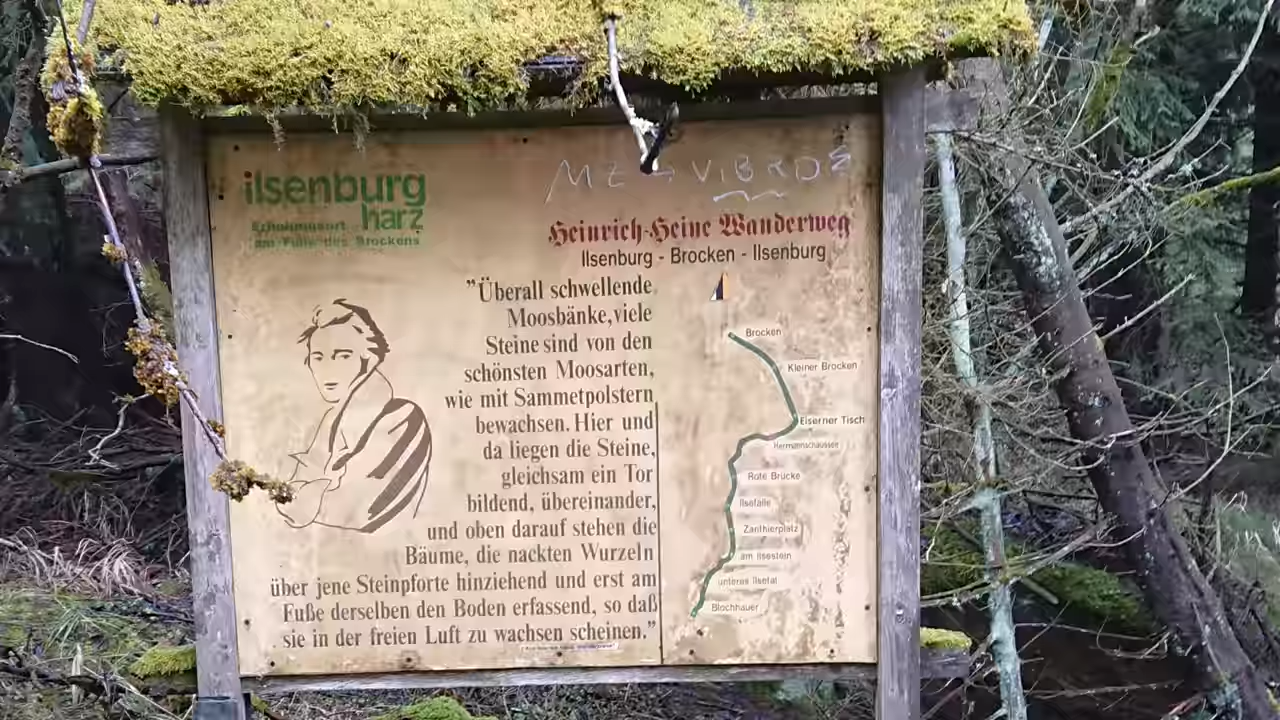 ilsenburg
harz
Erholungsort
am Fuße des Brockens
Heinrich-Heine Wanderweg
Ilsenburg - Brocken - Ilsenburg
"Überall schwellende
Moosbänke,viele
Steine sind von den
schönsten Moosarten,
wie mit Sammetpolstern
bewachsen. Hier und
da liegen die Steine,
gleichsam ein Tor
bildend, übereinander,
und oben darauf stehen die
Bäume, die nackten Wurzeln
über jene Steinpforte hinziehend und erst am
Fuße derselben den Boden erfassend, so daß
sie in der freien Luft zu wachsen scheinen."
Brocken
Kleiner Brocken
Eiserner Tisch
Hermannschaussee
Rote Brücke
Ilsefälle
Zanthierplatz
am Ilsestein
unteres Ilsetal
Blochhauer